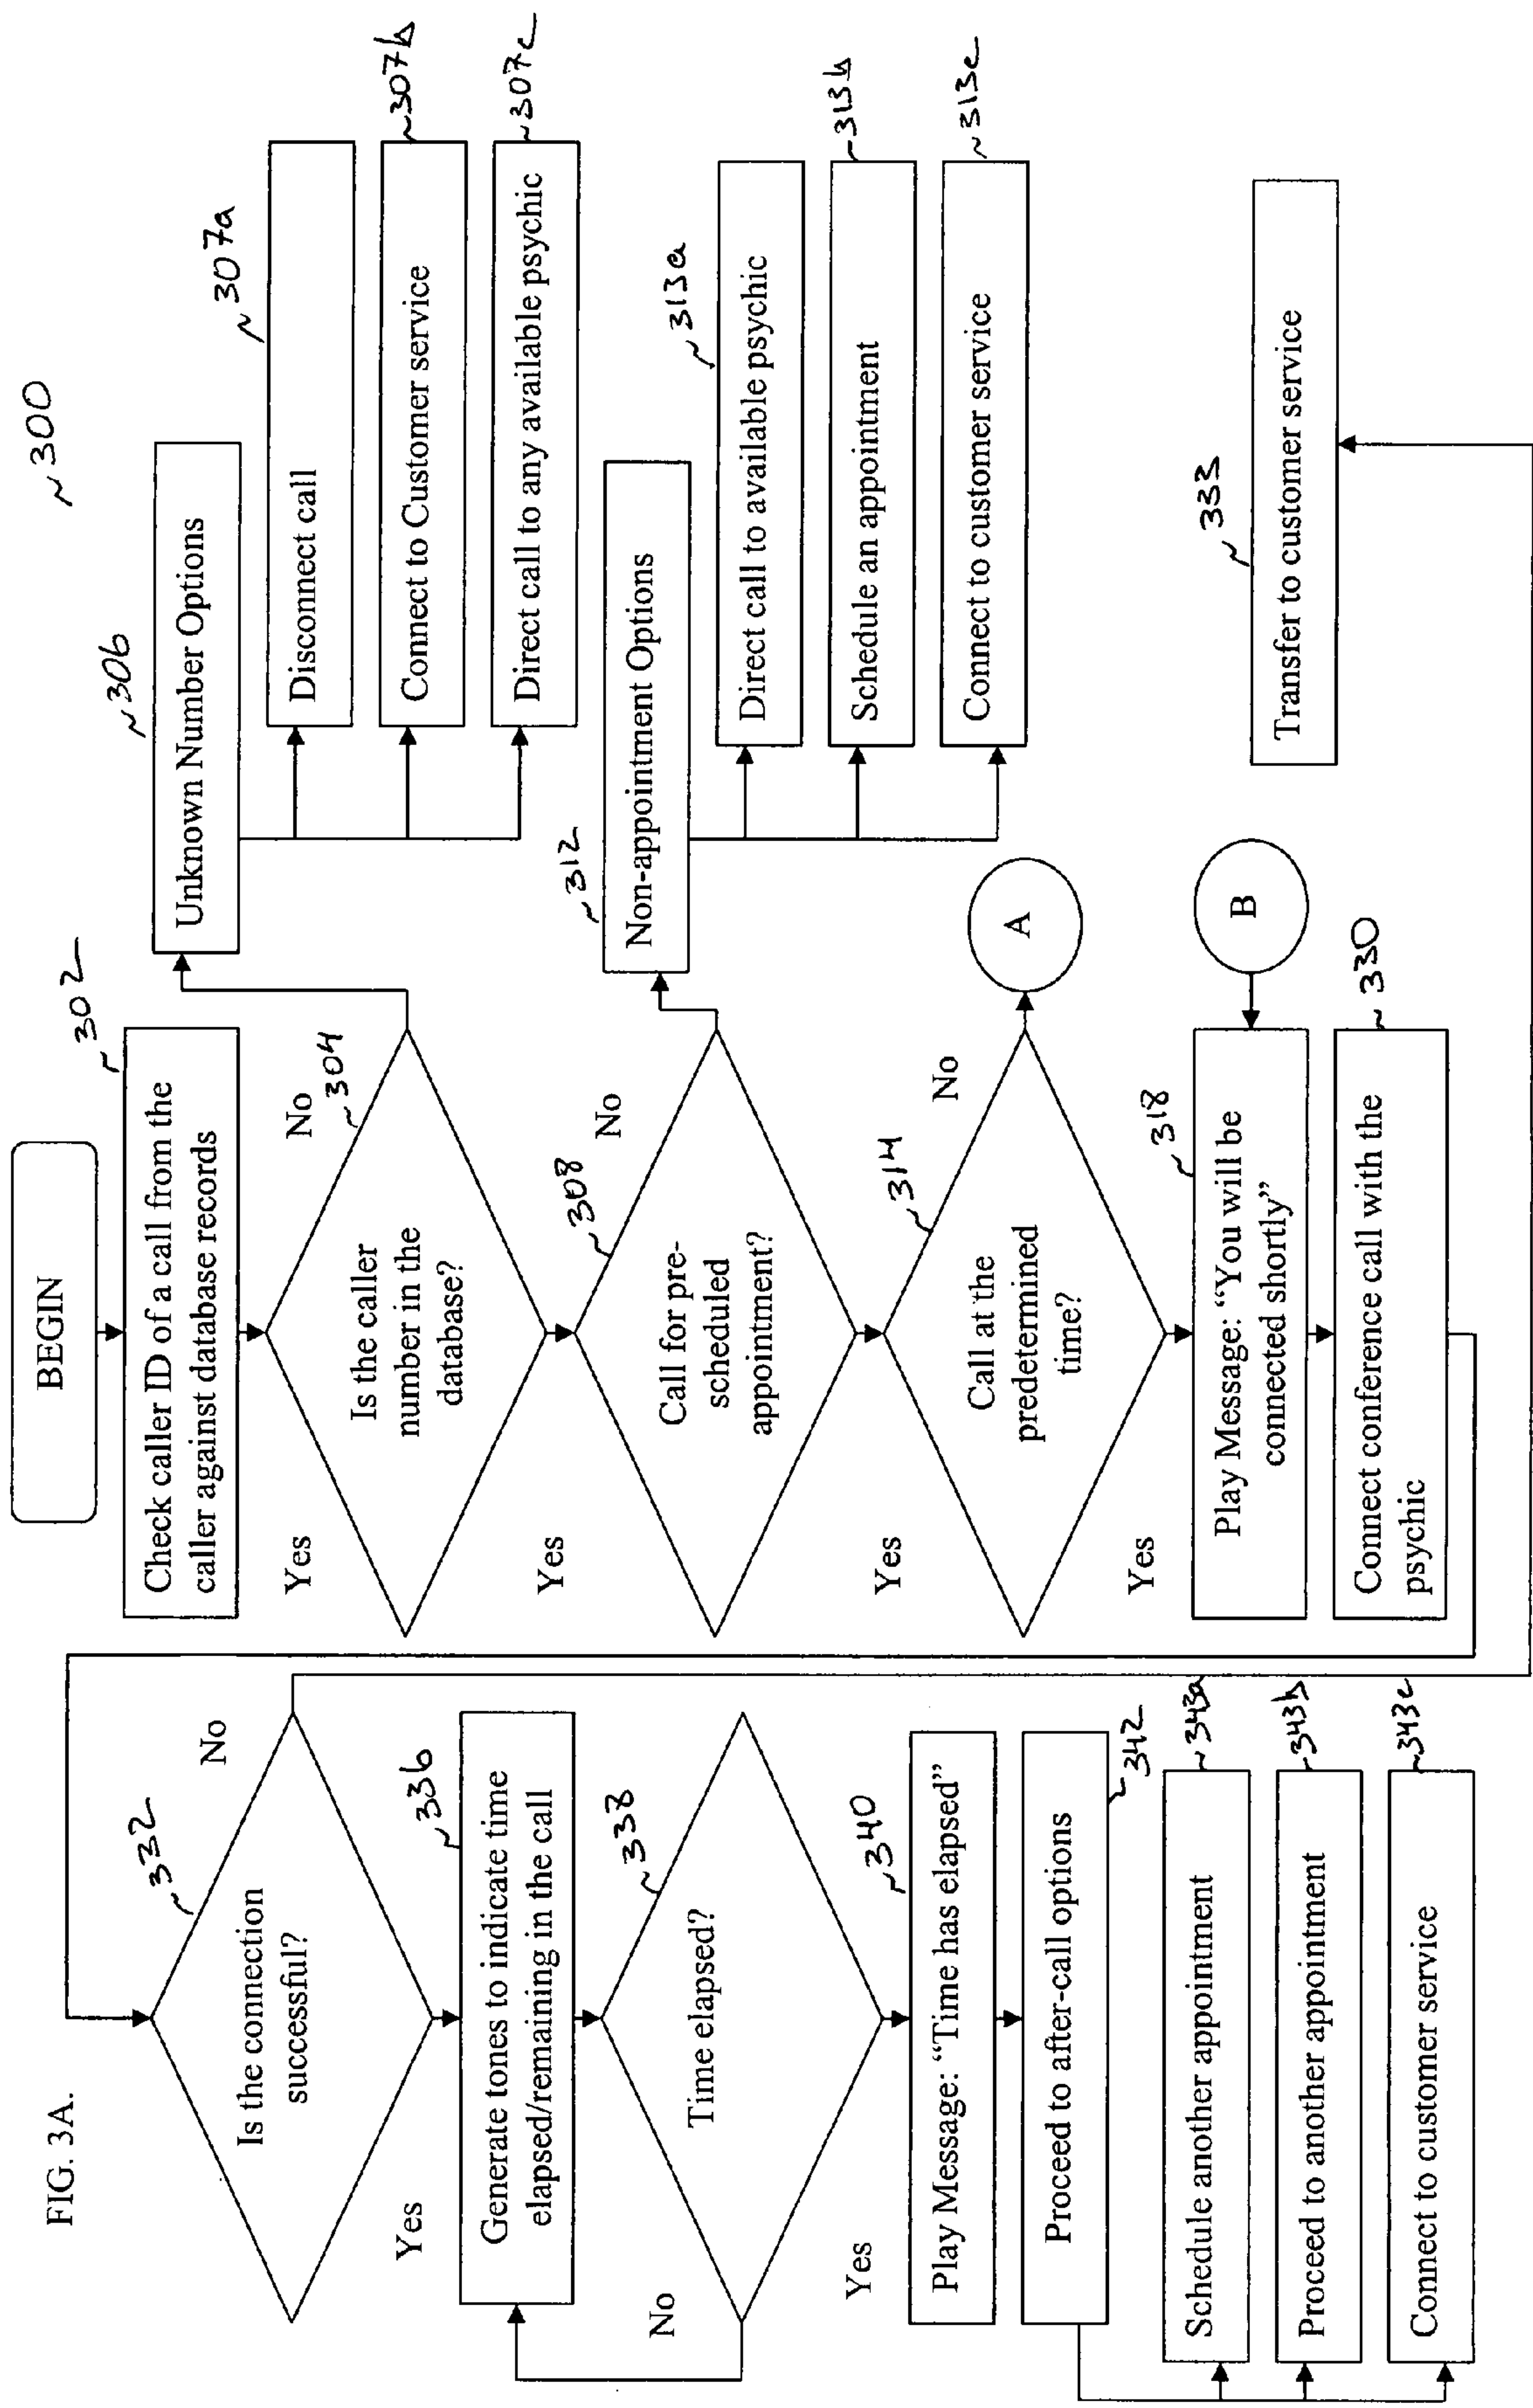 FIG. 3A.
~300
BEGIN
302
Check caller ID of a call from the
caller against database records
Yes
No
304
Is the caller
number in the
database?
306
Unknown Number Options
307a
Disconnect call
307b
Connect to Customer service
307c
Direct call to any available psychic
Yes
No
308
Call for pre-
scheduled
appointment?
312
Non-appointment Options
313a
Direct call to available psychic
313b
Schedule an appointment
313c
Connect to customer service
Yes
No
314
Call at the
predetermined
time?
A
Yes
318
Play Message: “You will be
connected shortly”
B
330
Connect conference call with the
psychic
332
Is the connection
successful?
No
333
Transfer to customer service
Yes
336
Generate tones to indicate time
elapsed/remaining in the call
338
Time elapsed?
No
Yes
340
Play Message: “Time has elapsed”
342
Proceed to after-call options
343a
Schedule another appointment
343b
Proceed to another appointment
343c
Connect to customer service